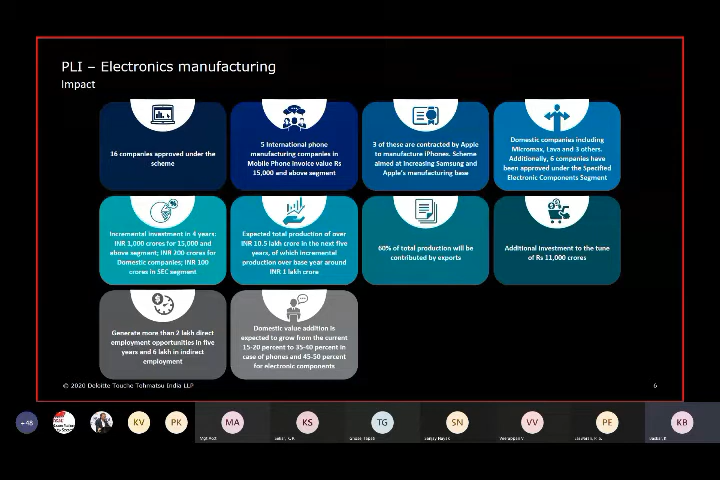 PLI – Electronics manufacturing
Impact
16 companies approved under the
scheme
5 International phone
manufacturing companies in
Mobile Phone Invoice value Rs
15,000 and above segment
3 of these are contracted by Apple
to manufacture iPhones. Scheme
aimed at increasing Samsung and
Apple's manufacturing base
Domestic companies including
Micromax, Lava and 3 others.
Additionally, 6 companies have
been approved under the Specified
Electronic Components Segment
Incremental investment in 4 years:
INR 1,000 crores for 15,000 and
above segment; INR 200 crores for
Domestic companies; INR 100
crores in SEC segment
Expected total production of over
INR 10.5 lakh crore in the next five
years, of which incremental
production over base year around
INR 1 lakh crore
60% of total production will be
contributed by exports
Additional investment to the tune
of Rs 11,000 crores
Generate more than 2 lakh direct
employment opportunities in five
years and 6 lakh in indirect
employment
Domestic value addition is
expected to grow from the current
15-20 percent to 35-40 percent in
case of phones and 45-50 percent
for electronic components
© 2020 Deloitte Touche Tohmatsu India LLP
6
+48
KV
PK
MA
KS
TG
SN
VV
PE
KB